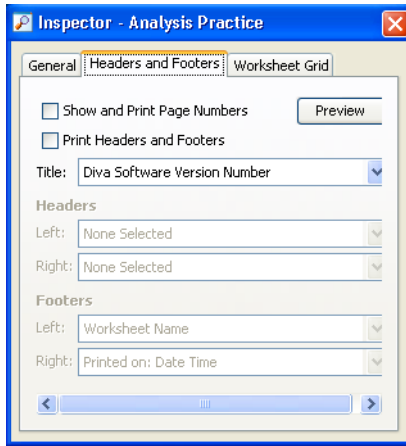 Inspector - Analysis Practice
General Headers and Footers Worksheet Grid
Show and Print Page Numbers Preview
Print Headers and Footers
Title: Diva Software Version Number
Headers
Left: None Selected
Right: None Selected
Footers
Left: Worksheet Name
Right: Printed on: Date Time